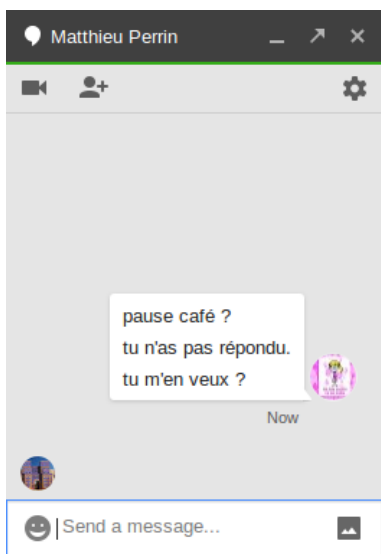 Matthieu Perrin
pause café ?
tu n'as pas répondu.
tu m'en veux ?
Now
Send a message...